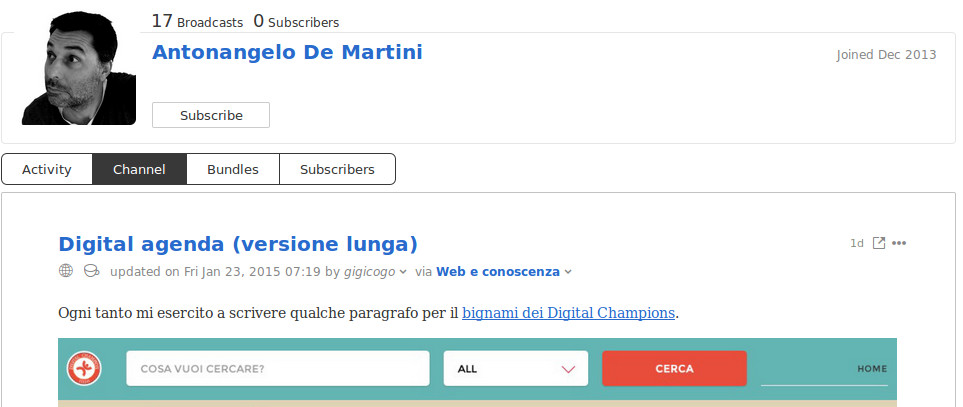 17 Broadcasts 0 Subscribers
Antonangelo De Martini
Joined Dec 2013
Subscribe
Activity Channel Bundles Subscribers
Digital agenda (versione lunga)
1d
updated on Fri Jan 23, 2015 07:19 by gigicogo via Web e conoscenza
Ogni tanto mi esercito a scrivere qualche paragrafo per il bignami dei Digital Champions.
COSA VUOI CERCARE? ALL CERCA HOME